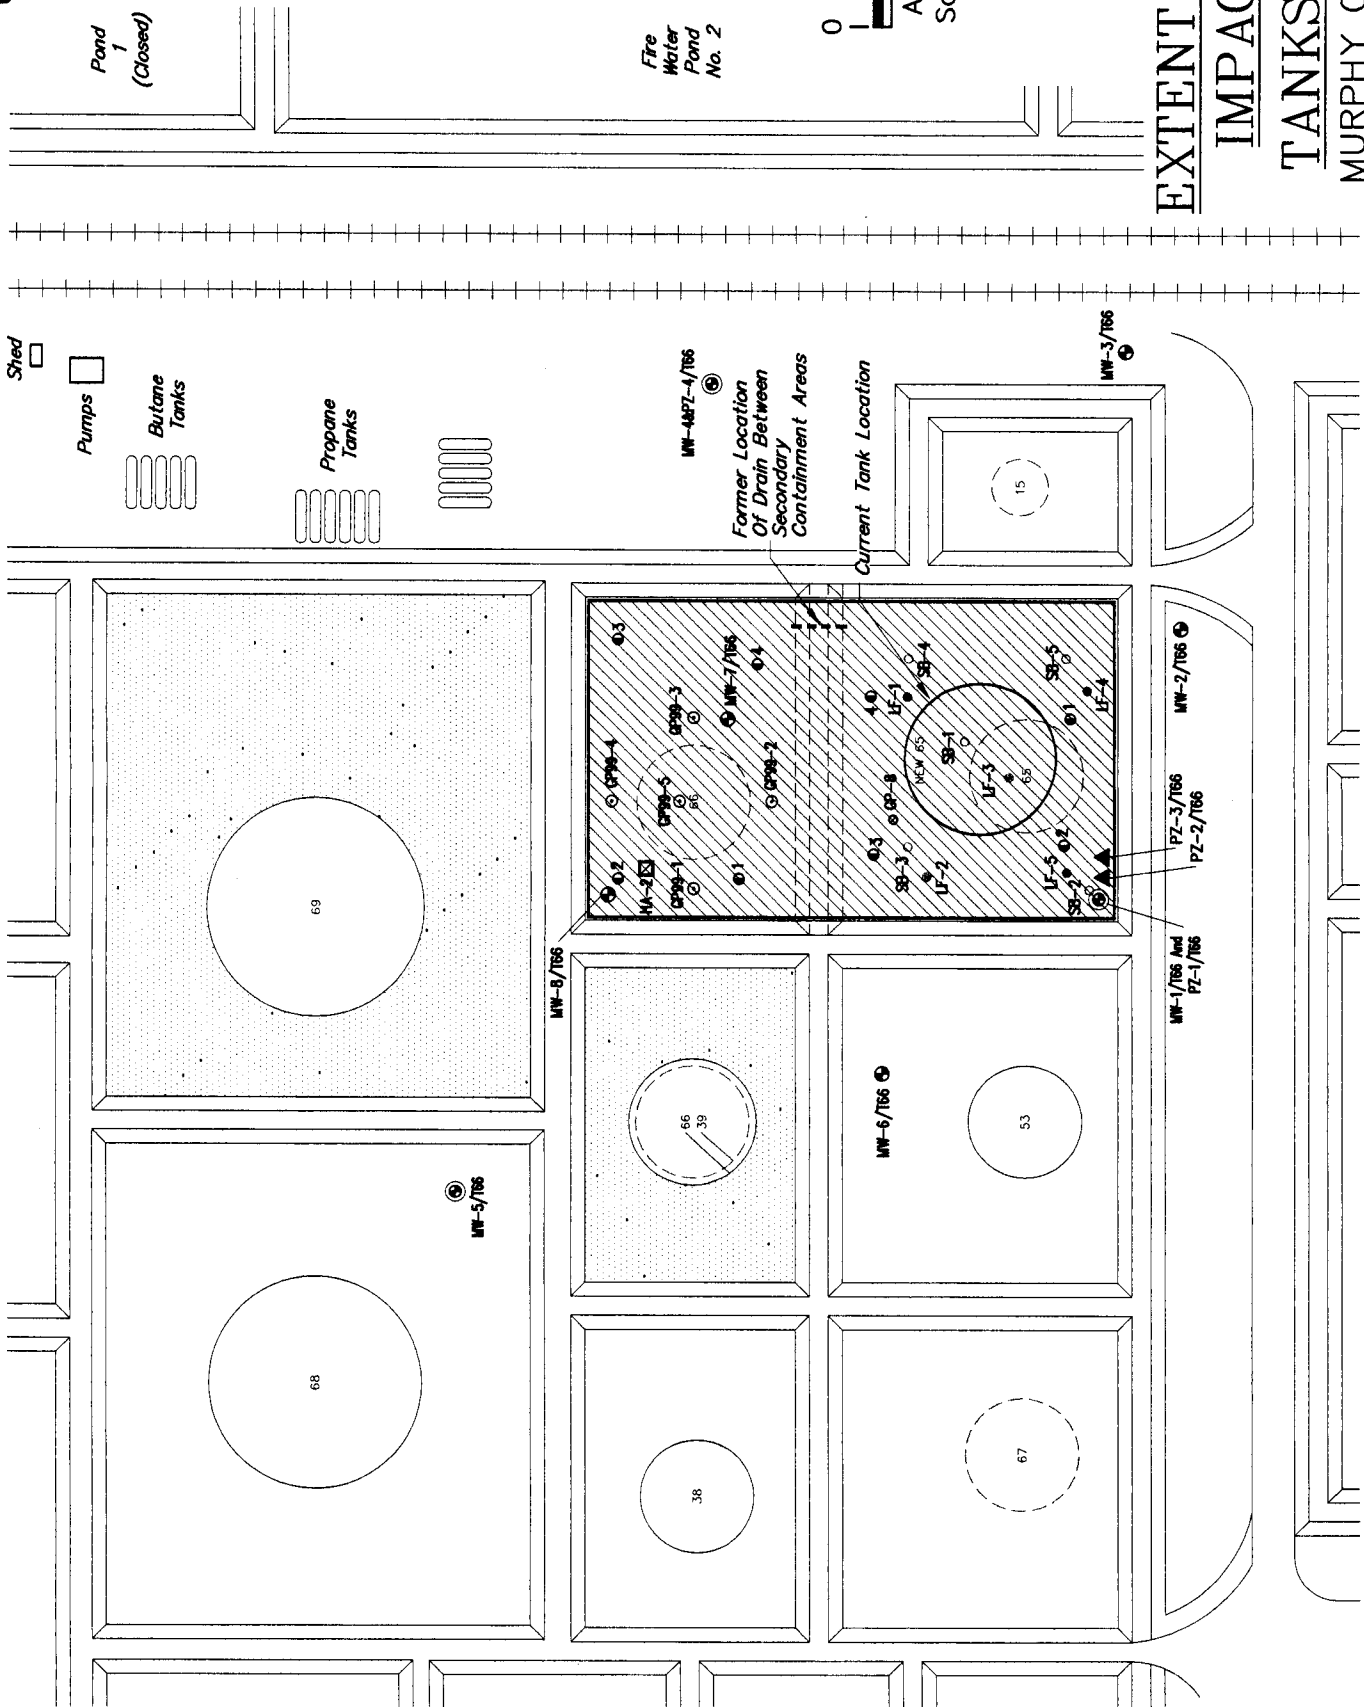 Pond
1
(Closed)
Fire
Water
Pond
No. 2
0
EXTENT
IMPAC
TANKS
MURPHY
Shed
Pumps
Butane
Tanks
Propane
Tanks
MW-4&PZ-4/T66
Former Location
Of Drain Between
Secondary
Containment Areas
Current Tank Location
MW-3/T66
15
69
3
4
MW-7/T66
GP99-3
GP99-4
GP99-5
66
GP99-2
2
HA-2
GP99-1
1
MW-8/T66
SB-4
4
LF-1
NEW 65
SB-1
LF-3
65
GP-8
3
SB-3
LF-2
SB-5
LF-4
1
2
LF-5
SB-2
MW-2/T66
PZ-3/T66
PZ-2/T66
MW-1/T66 And
PZ-1/T66
66
39
MW-6/T66
53
MW-5/T66
68
38
67